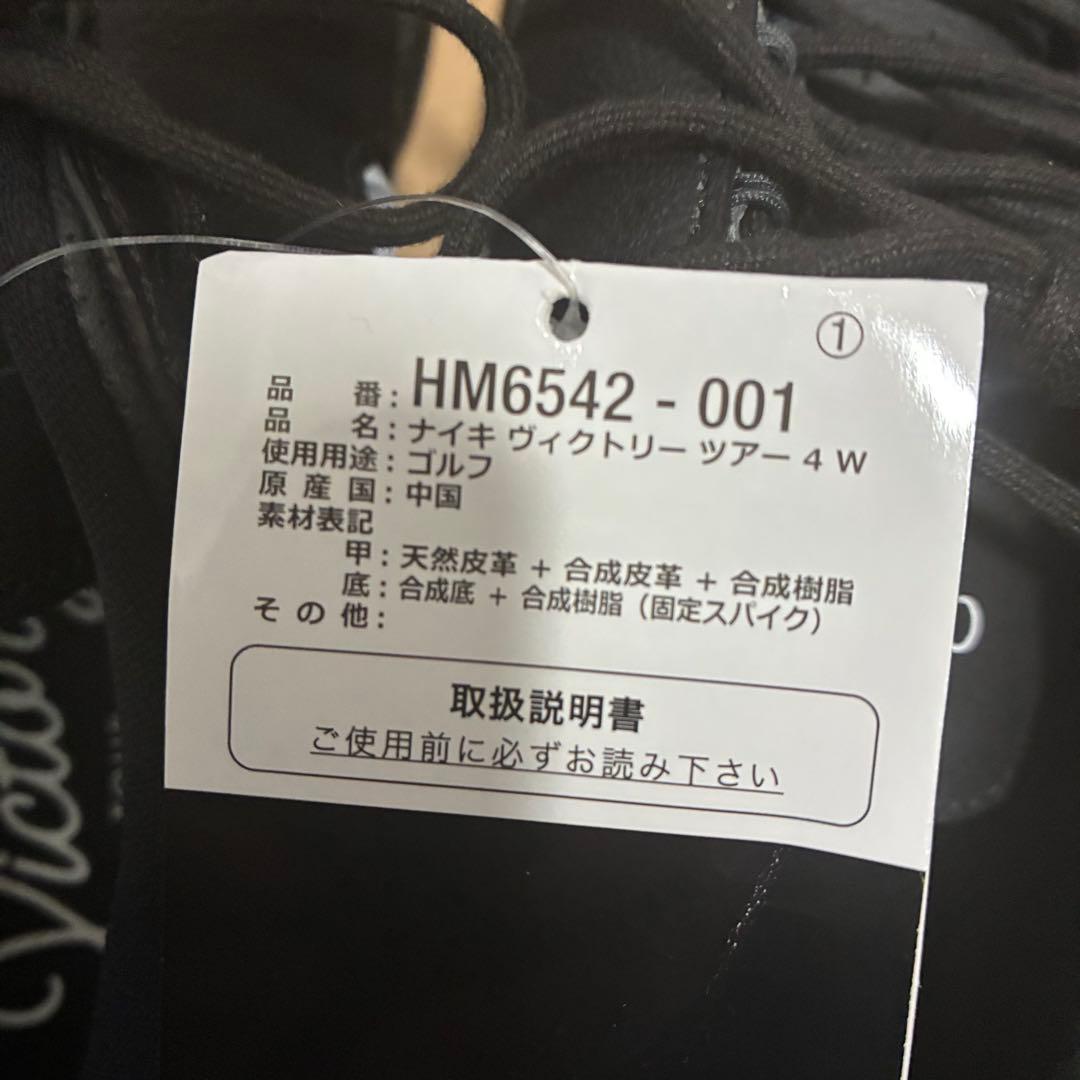 ①
品番：HM6542 - 001
品名：ナイキ ヴィクトリー ツアー 4 W
使用用途：ゴルフ
原産国：中国
素材表記
甲：天然皮革 + 合成皮革 + 合成樹脂
底：合成底 + 合成樹脂（固定スパイク）
その他：
取扱説明書
ご使用前に必ずお読み下さい
Victor